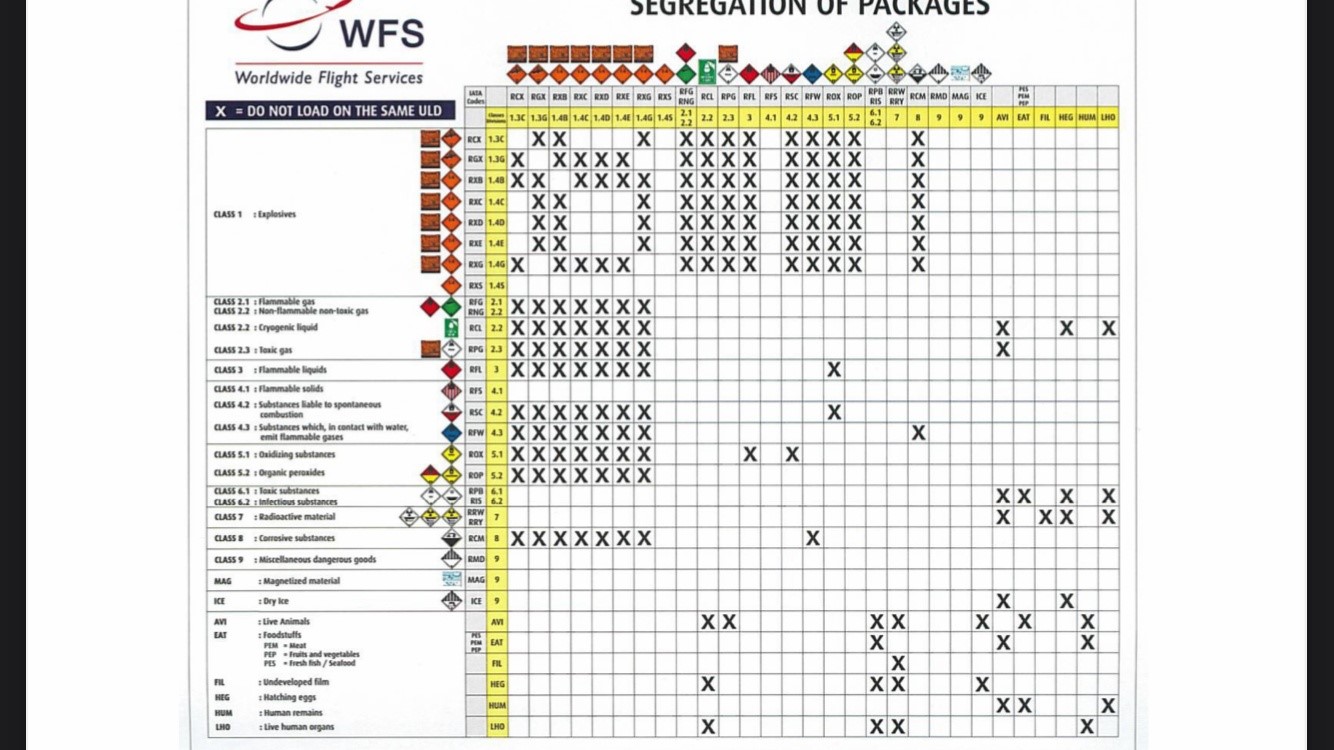 SEGREGATION OF PACKAGES
WFS
Worldwide Flight Services
X = DO NOT LOAD ON THE SAME ULD
IATA Codes RCX RGX RXB RXC RXD RXE RXG RXS RFG RNG RCL RPG RFL RFS RSC RFW ROX ROP RPB RIS RRW RRY RCM RMD MAG ICE PES PEM PEP
Classes divisions 1.3C 1.3G 1.4B 1.4C 1.4D 1.4E 1.4G 1.4S 2.1 2.2 2.2 2.3 3 4.1 4.2 4.3 5.1 5.2 6.1 6.2 7 8 9 9 9 AVI EAT FIL HEG HUM LHO
CLASS 1 : Explosives
RCX 1.3C X X X X X X X X X X X X
RGX 1.3G X X X X X X X X X X X X X X
RXB 1.4B X X X X X X X X X X X X X X X
RXC 1.4C X X X X X X X X X X X X
RXD 1.4D X X X X X X X X X X X X
RXE 1.4E X X X X X X X X X X X X
RXG 1.4G X X X X X X X X X X X X X X
RXS 1.4S
CLASS 2.1 : Flammable gas RFG 2.1
CLASS 2.2 : Non-flammable non-toxic gas RNG 2.2 X X X X X X X
CLASS 2.2 : Cryogenic liquid RCL 2.2 X X X X X X X X X X
CLASS 2.3 : Toxic gas RPG 2.3 X X X X X X X X
CLASS 3 : Flammable liquids RFL 3 X X X X X X X X
CLASS 4.1 : Flammable solids RFS 4.1
CLASS 4.2 : Substances liable to spontaneous
combustion RSC 4.2 X X X X X X X X
CLASS 4.3 : Substances which, in contact with water,
emit flammable gases RFW 4.3 X X X X X X X X
CLASS 5.1 : Oxidizing substances ROX 5.1 X X X X X X X X X
CLASS 5.2 : Organic peroxides ROP 5.2 X X X X X X X
CLASS 6.1 : Toxic substances RPB 6.1
CLASS 6.2 : Infectious substances RIS 6.2 X X X X
CLASS 7 : Radioactive material RRW RRY 7 X X X X
CLASS 8 : Corrosive substances RCM 8 X X X X X X X X
CLASS 9 : Miscellaneous dangerous goods RMD 9
MAG : Magnetized material MAG 9
ICE : Dry Ice ICE 9 X X
AVI : Live Animals AVI X X X X X X X
EAT : Foodstuffs PES PEM PEP EAT X X X
PEM = Meat
PEP = Fruits and vegetables
PES = Fresh fish / Seafood FIL X
FIL : Undeveloped film HEG X X X X
HEG : Hatching eggs
HUM : Human remains HUM X X X
LHO : Live human organs LHO X X X X